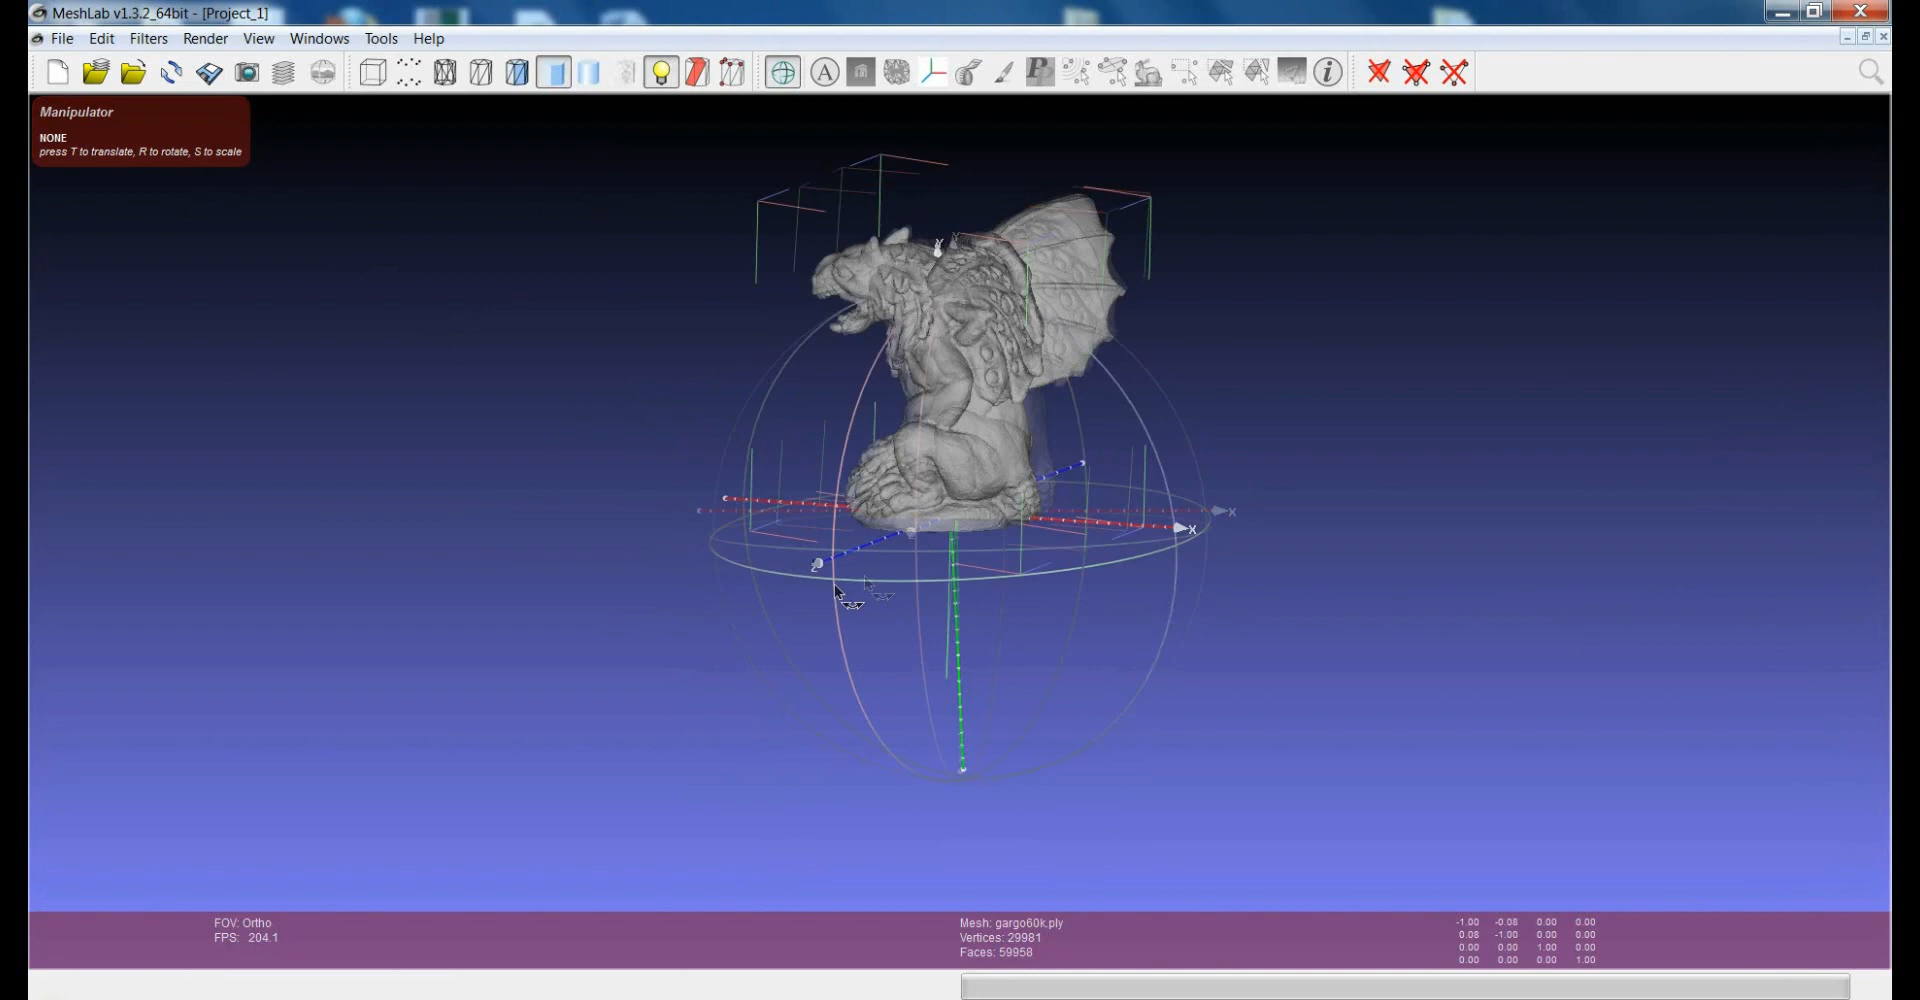 MeshLab v1.3.2_64bit - [Project_1]
File Edit Filters Render View Windows Tools Help
A
P
i
Manipulator
NONE
press T to translate, R to rotate, S to scale
Y
X
X
Z
FOV: Ortho
FPS: 204.1
Mesh: gargo60k.ply
Vertices: 29981
Faces: 59958
-1.00 -0.08 0.00 0.00
0.08 -1.00 0.00 0.00
0.00 0.00 1.00 0.00
0.00 0.00 0.00 1.00